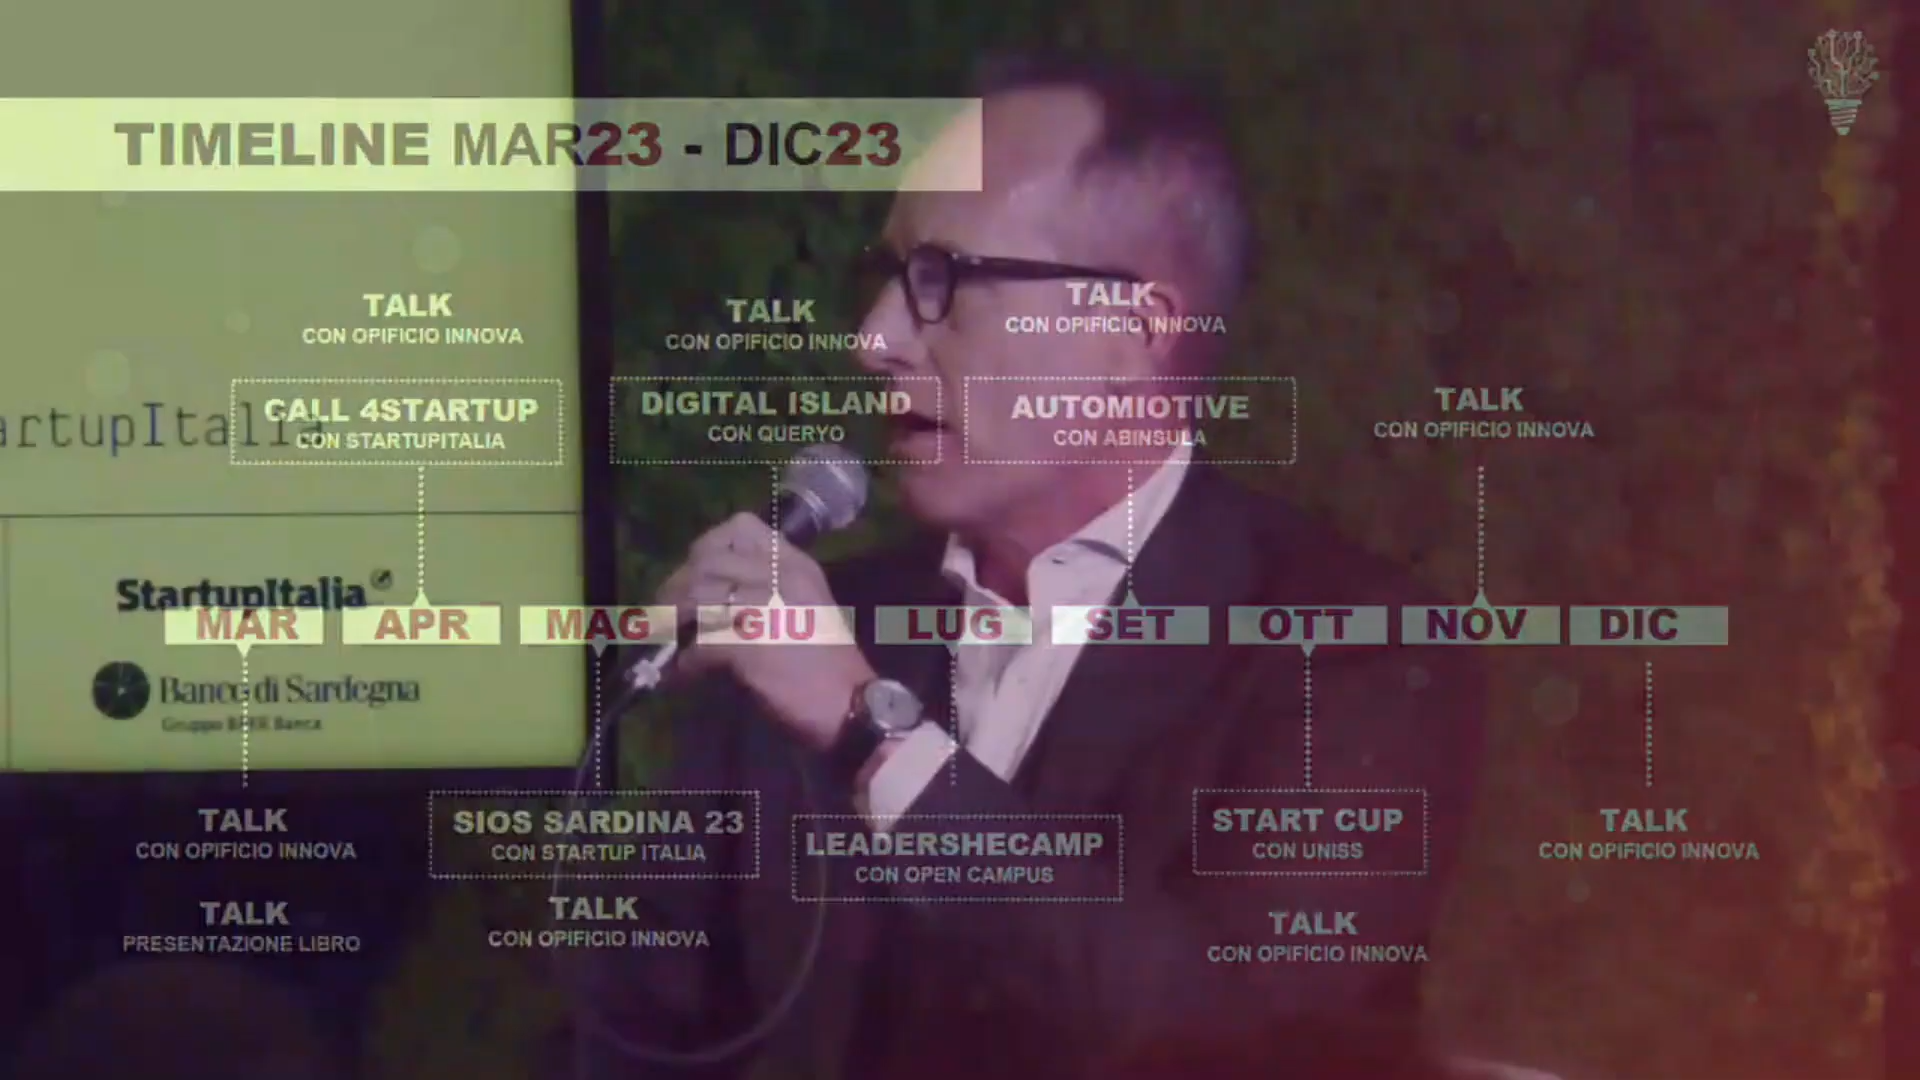 TIMELINE MAR23 - DIC23
TALK
CON OPIFICIO INNOVA
TALK
CON OPIFICIO INNOVA
TALK
CON OPIFICIO INNOVA
CALL 4STARTUP
CON STARTUPITALIA
DIGITAL ISLAND
CON QUERYO
AUTOMIOTIVE
CON ABINSULA
TALK
CON OPIFICIO INNOVA
artupItalia
StartupItalia
MAR APR MAG GIU LUG SET OTT NOV DIC
Banco di Sardegna
Gruppo BPER Banca
TALK
CON OPIFICIO INNOVA
TALK
PRESENTAZIONE LIBRO
SIOS SARDINA 23
CON STARTUP ITALIA
TALK
CON OPIFICIO INNOVA
LEADERSHECAMP
CON OPEN CAMPUS
START CUP
CON UNISS
TALK
CON OPIFICIO INNOVA
TALK
CON OPIFICIO INNOVA